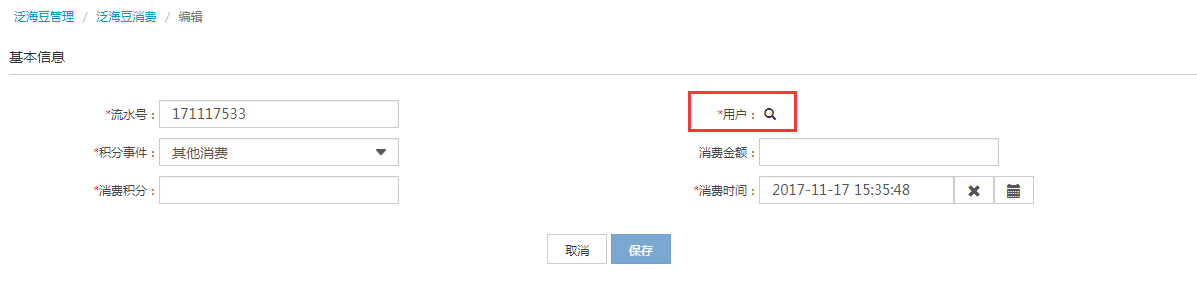 泛海豆管理 / 泛海豆消费 / 编辑
基本信息
*流水号： 171117533 *用户：
*积分事件： 其他消费 消费金额：
*消费积分： *消费时间： 2017-11-17 15:35:48
取消 保存